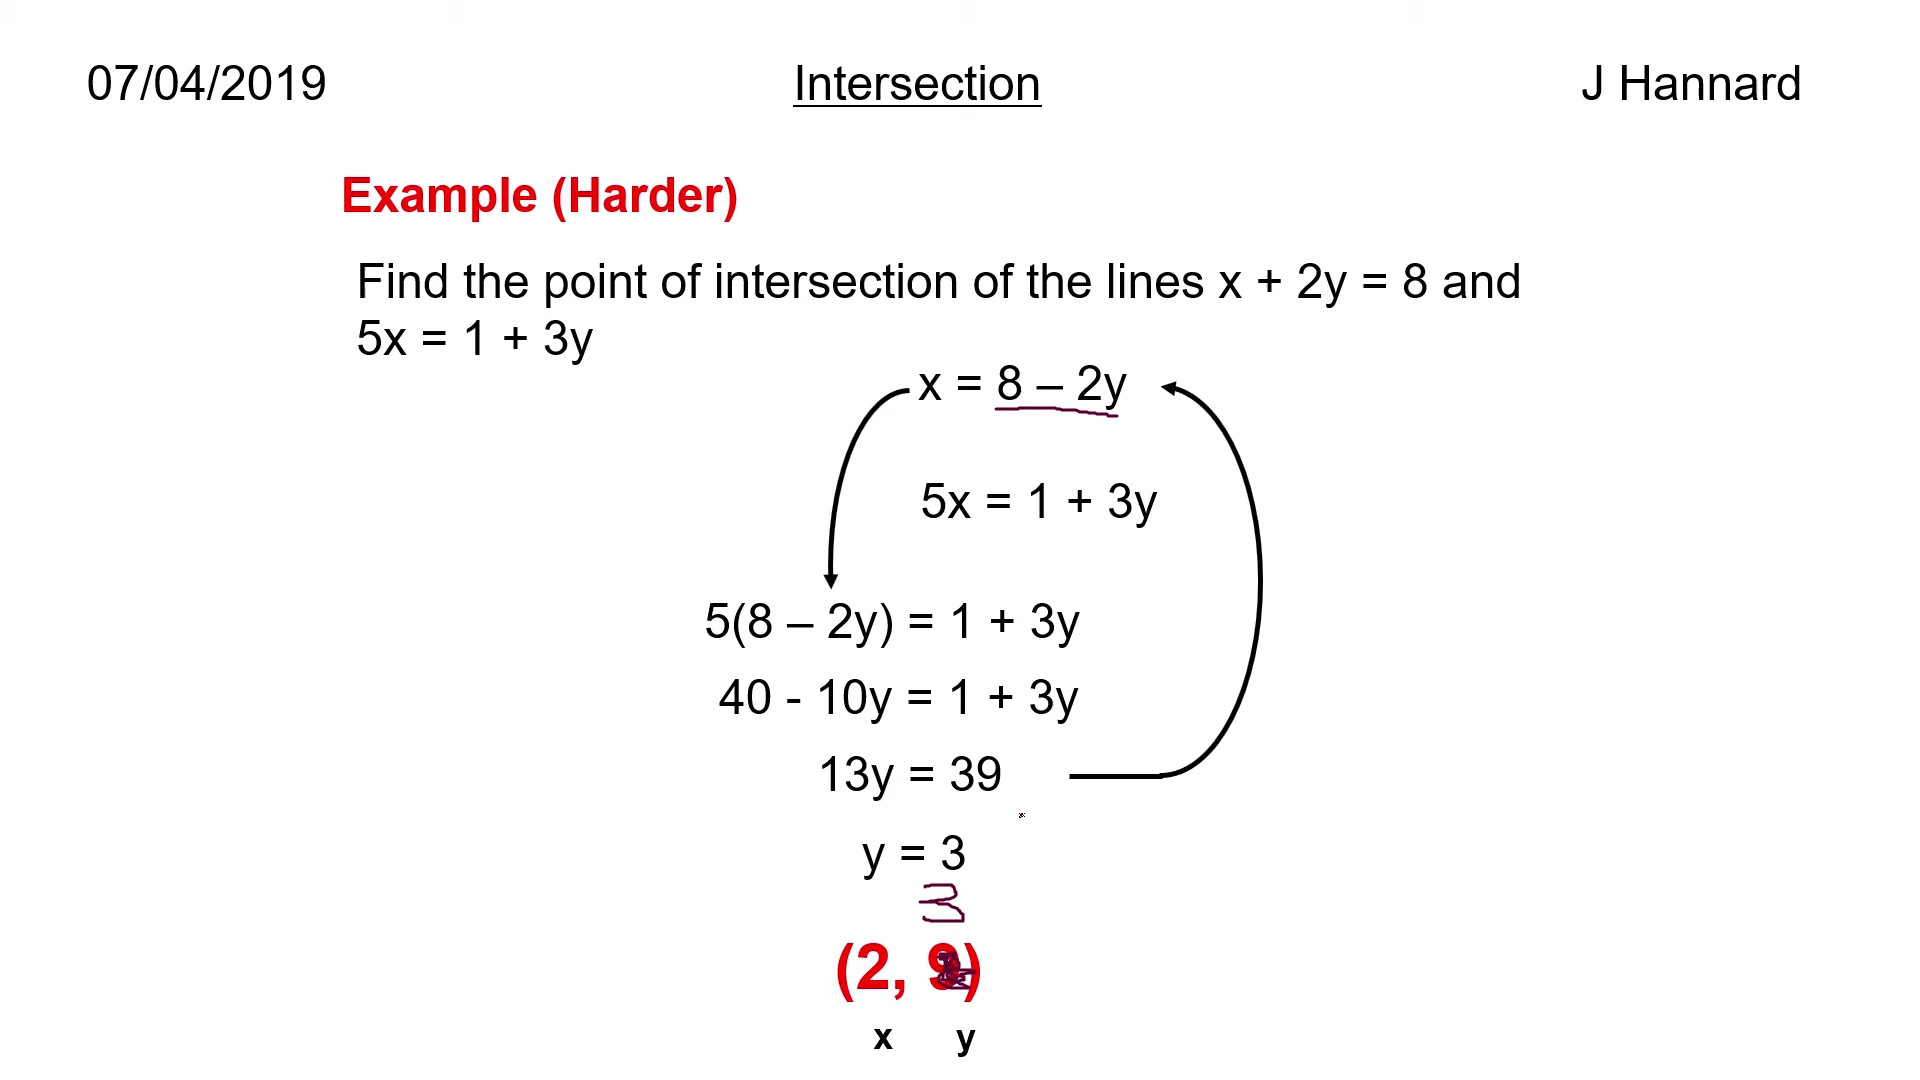 07/04/2019 Intersection J Hannard
Example (Harder)
Find the point of intersection of the lines x + 2y = 8 and
5x = 1 + 3y
x = 8 – 2y
5x = 1 + 3y
5(8 – 2y) = 1 + 3y
40 - 10y = 1 + 3y
13y = 39
y = 3
3
(2, )
x y